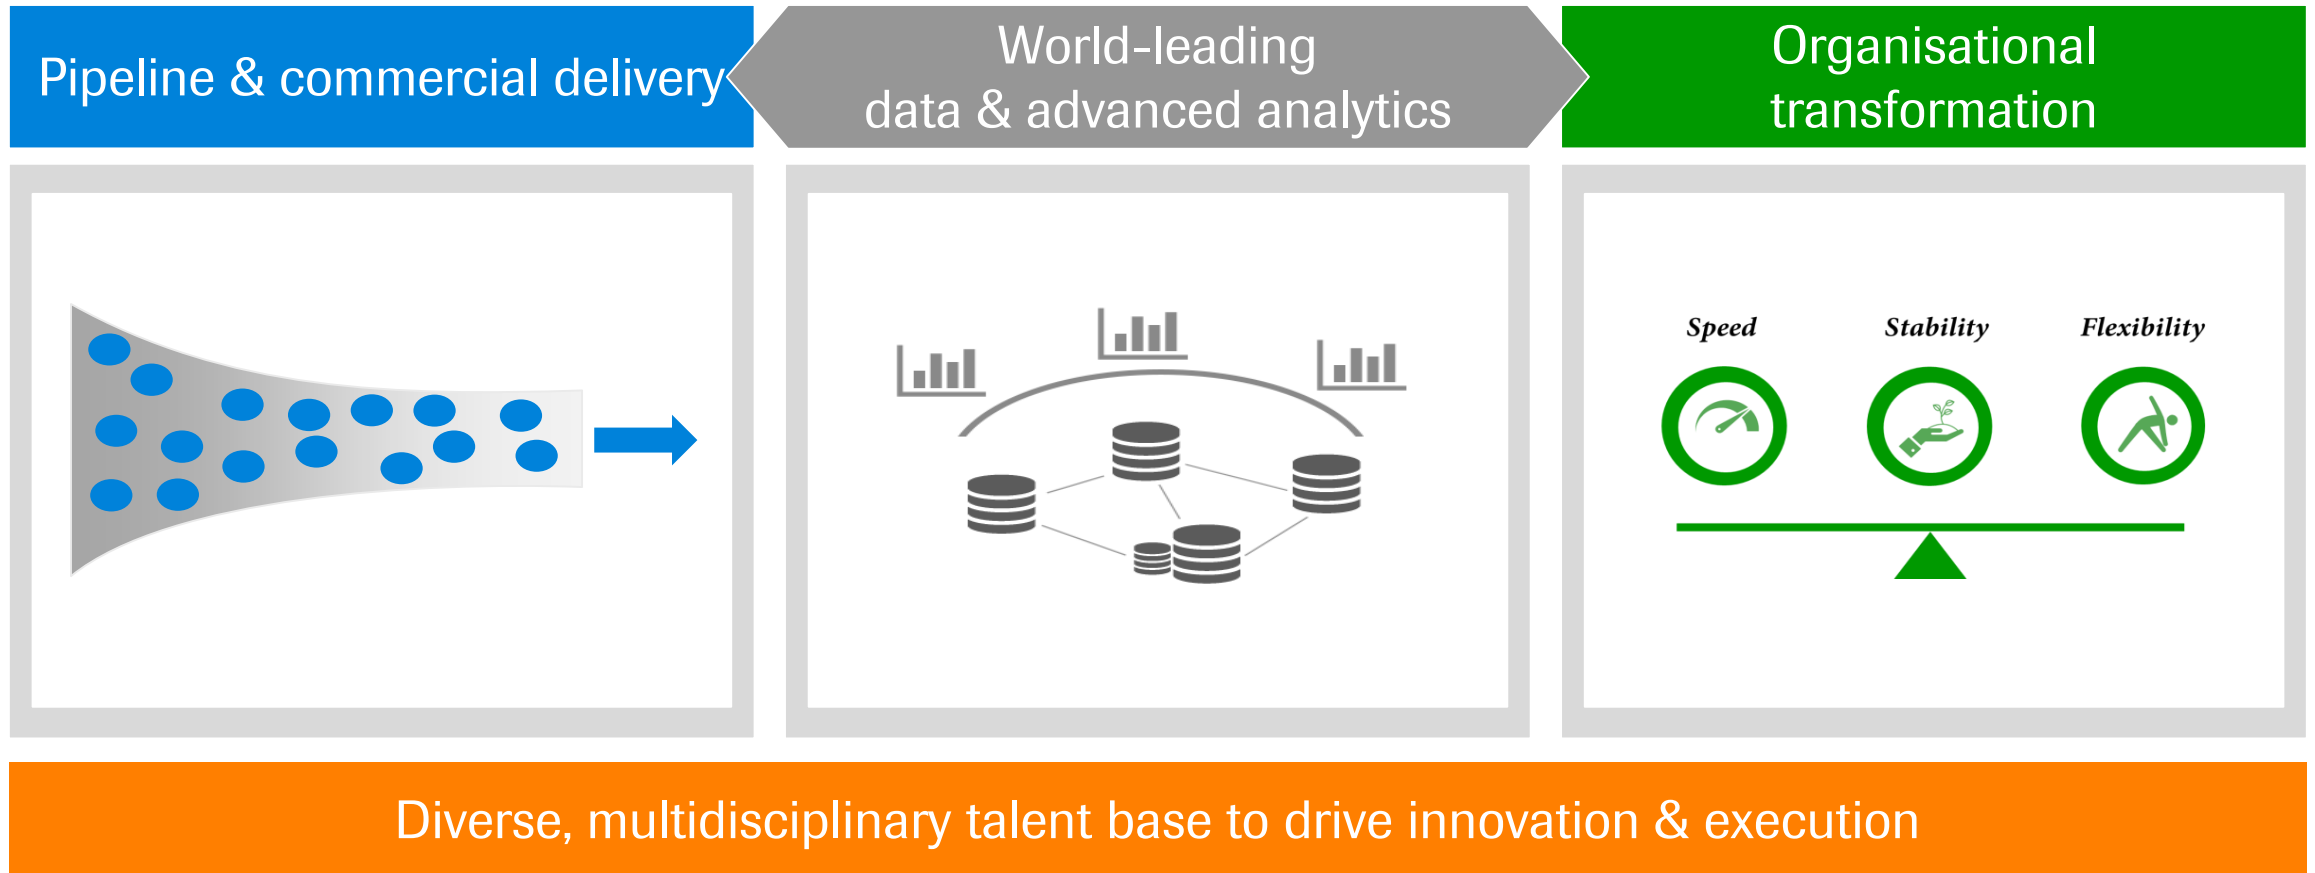 Pipeline & commercial delivery
World-leading
data & advanced analytics
Organisational
transformation
Speed
Stability
Flexibility
Diverse, multidisciplinary talent base to drive innovation & execution